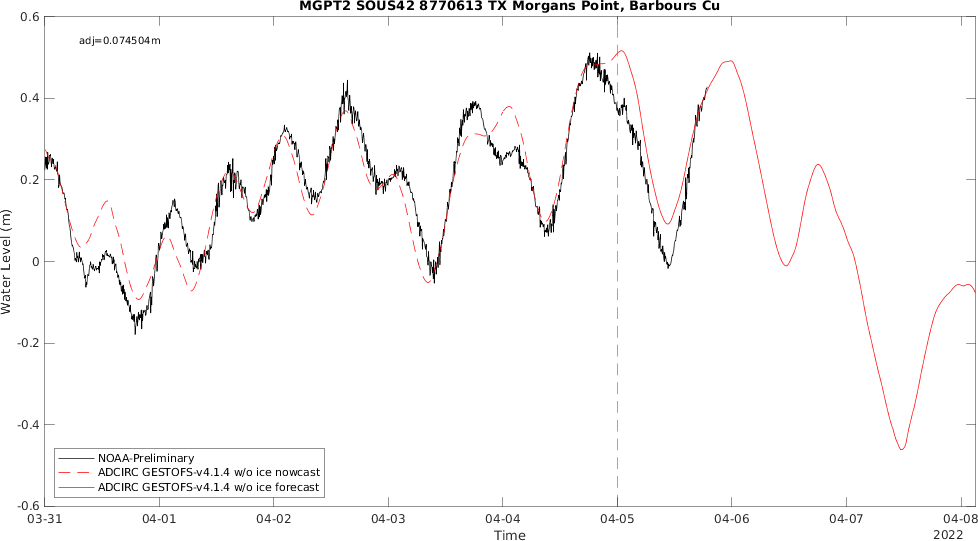 MGPT2 SOUS42 8770613 TX Morgans Point, Barbours Cu
adj=0.074504m
0.6
0.4
0.2
0
-0.2
-0.4
-0.6
Water Level (m)
NOAA-Preliminary
ADCIRC GESTOFS-v4.1.4 w/o ice nowcast
ADCIRC GESTOFS-v4.1.4 w/o ice forecast
03-31 04-01 04-02 04-03 04-04 04-05 04-06 04-07 04-08
Time
2022